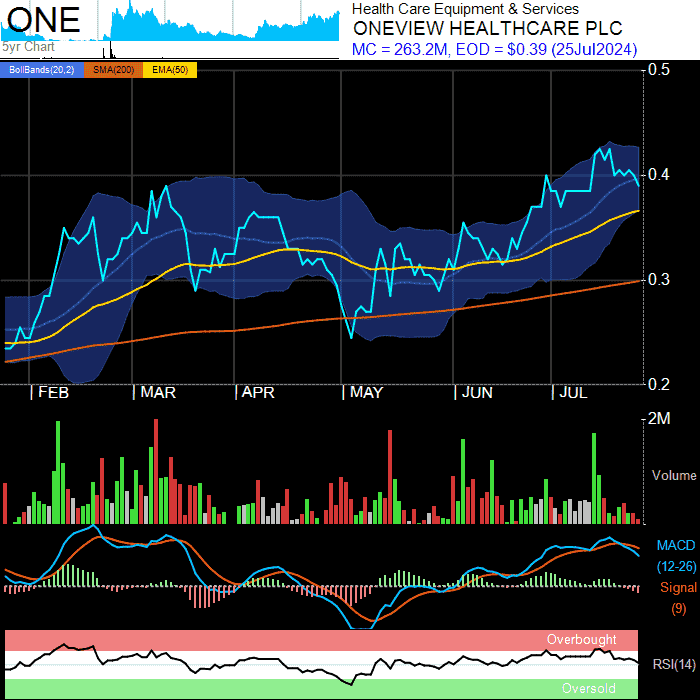 ONE
5yr Chart
Health Care Equipment & Services
ONEVIEW HEALTHCARE PLC
MC = 263.2M, EOD = $0.39 (25Jul2024)
BollBands(20,2) SMA(200) EMA(50)
0.5
0.4
0.3
0.2
| FEB | MAR | APR | MAY | JUN | JUL
2M
Volume
MACD
(12-26)
Signal
(9)
Overbought
RSI(14)
Oversold